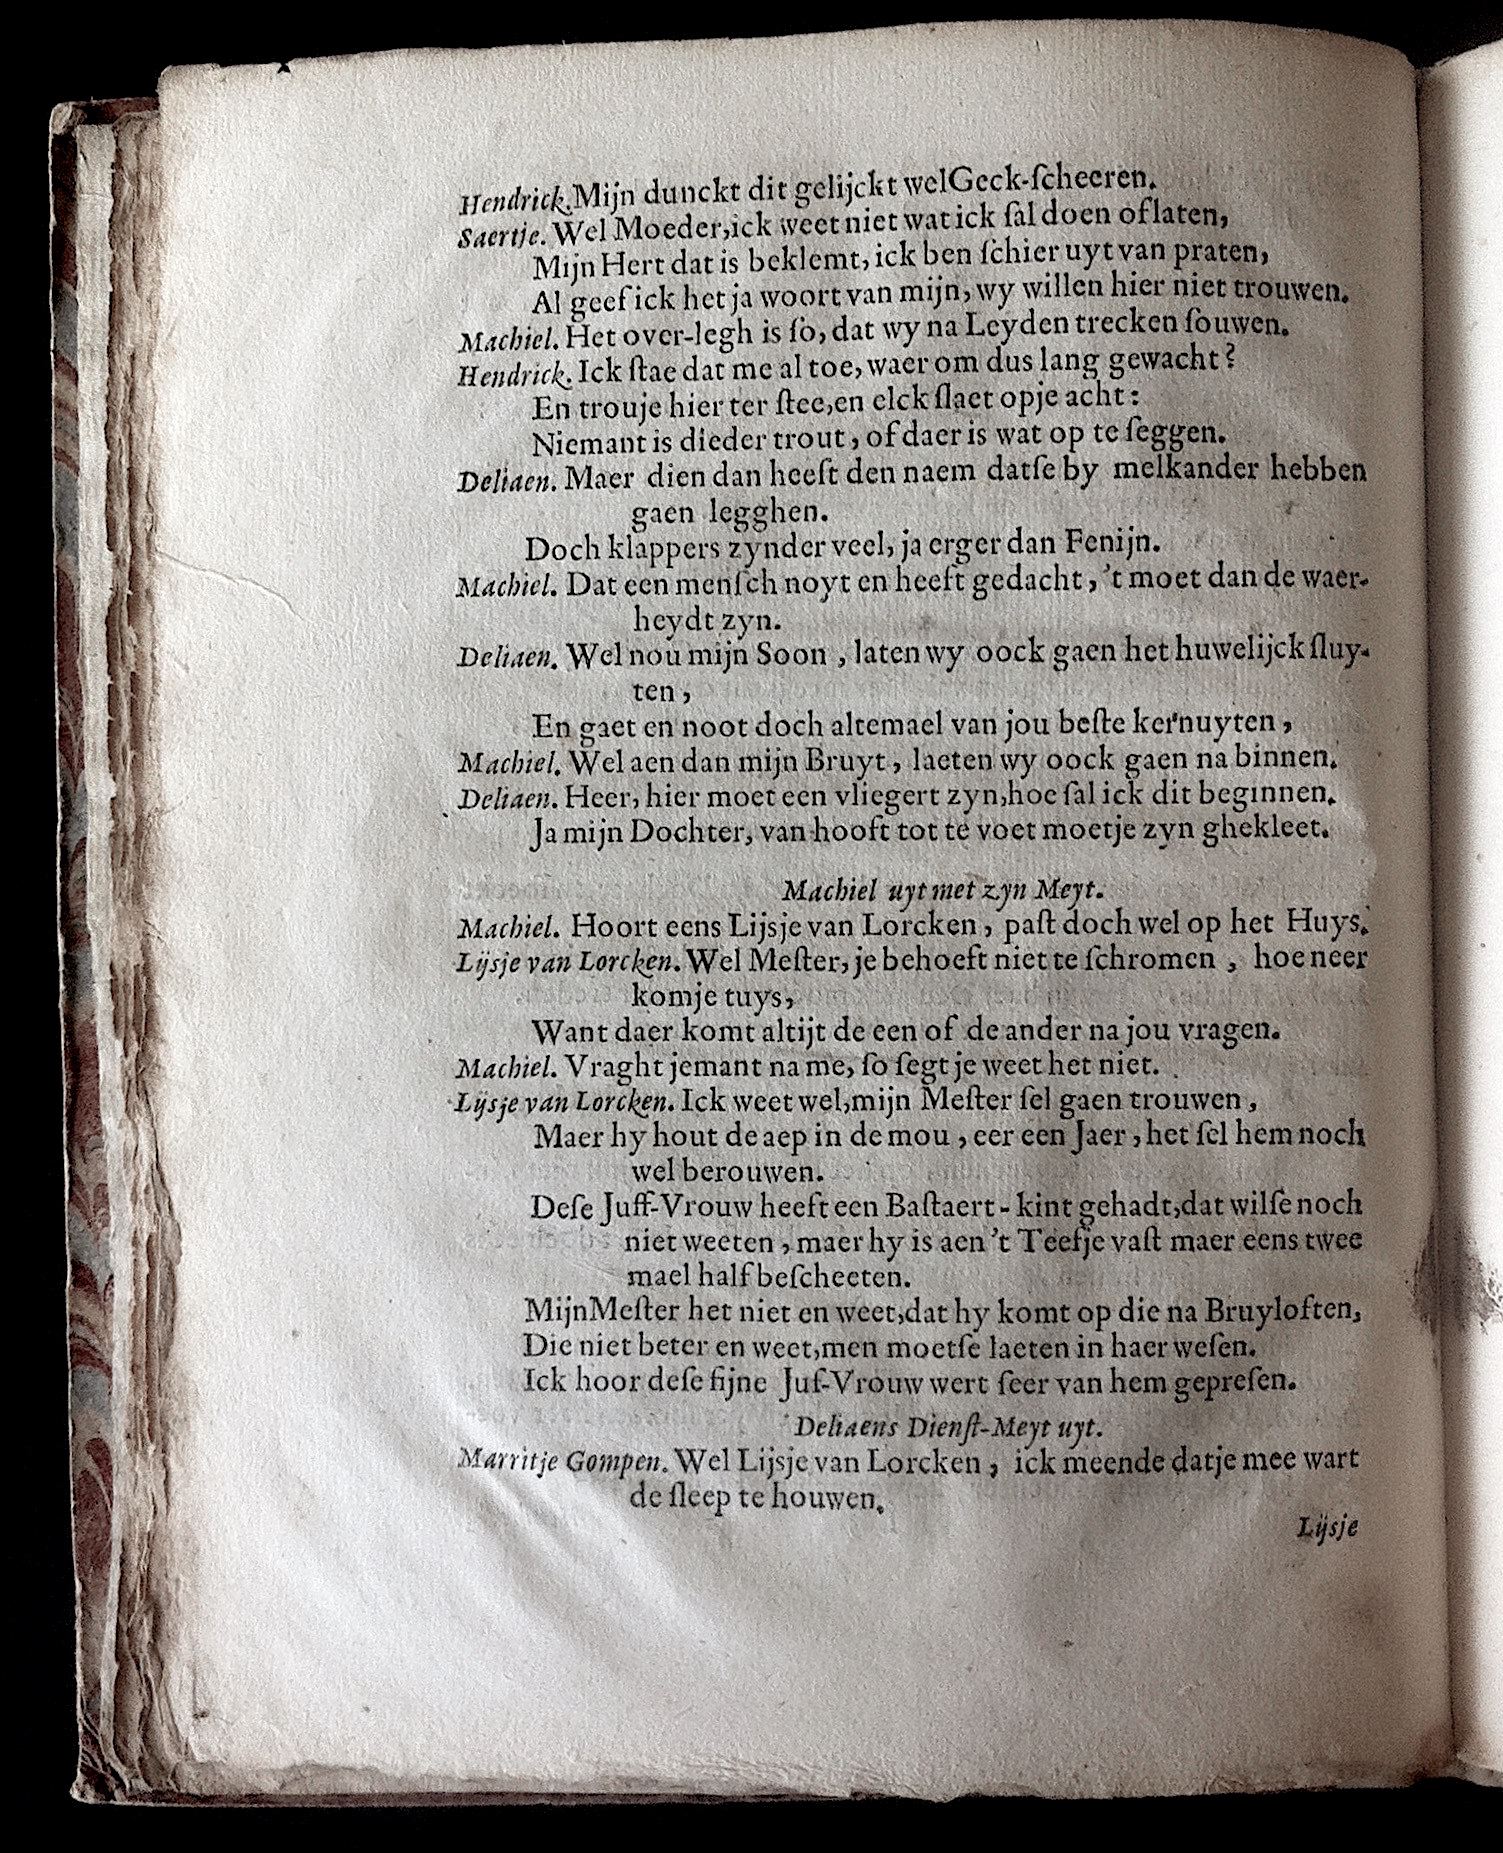 Hendrick. Mijn dunckt dit gelijckt wel Geck-ſcheeren.
Saertje. Wel Moeder, ick weet niet wat ick ſal doen of laten,
Mijn Hert dat is beklemt, ick ben ſchier uyt van praten,
Al geef ick het ja woort van mijn, wy willen hier niet trouwen.
Machiel. Het over-legh is ſo, dat wy na Leyden trecken ſouwen.
Hendrick. Ick ſtae dat me al toe, waer om dus lang gewacht?
En trouje hier ter ſtee, en elck ſlaet opje acht:
Niemant is dieder trout, of daer is wat op te ſeggen.
Deliaen. Maer dien dan heeft den naem datſe by melkander hebben
gaen legghen.
Doch klappers zynder veel, ja erger dan Fenijn.
Machiel. Dat een menſch noyt en heeft gedacht, 't moet dan de waer-
heydt zyn.
Deliaen. Wel nou mijn Soon, laten wy oock gaen het huwelijck ſluy-
ten,
En gaet en noot doch altemael van jou beſte kernuyten,
Machiel. Wel aen dan mijn Bruyt, laeten wy oock gaen na binnen.
Deliaen. Heer, hier moet een vliegert zyn, hoe ſal ick dit beginnen.
Ja mijn Dochter, van hooft tot te voet moetje zyn ghekleet.
Machiel uyt met zyn Meyt.
Machiel. Hoort eens Lijsje van Lorcken, paſt doch wel op het Huys.
Lijsje van Lorcken. Wel Meſter, je behoeft niet te ſchromen, hoe neer
komje tuys,
Want daer komt altijt de een of de ander na jou vragen.
Machiel. Vraght jemant na me, ſo ſegt je weet het niet.
Lijsje van Lorcken. Ick weet wel, mijn Meſter ſel gaen trouwen,
Maer hy hout de aep in de mou, eer een Jaer, het ſel hem noch
wel berouwen.
Deſe Juff-Vrouw heeft een Baſtaert-kint gehadt, dat wilſe noch
niet weeten, maer hy is aen 't Teefje vaſt maer eens twee
mael half beſcheeten.
Mijn Meſter het niet en weet, dat hy komt op die na Bruyloften,
Die niet beter en weet, men moetſe laeten in haer weſen.
Ick hoor deſe fijne Juf-Vrouw wert ſeer van hem gepreſen.
Deliaens Dienſt-Meyt uyt.
Marritje Gompen. Wel Lijsje van Lorcken, ick meende datje mee wart
de ſleep te houwen.
Lijsje